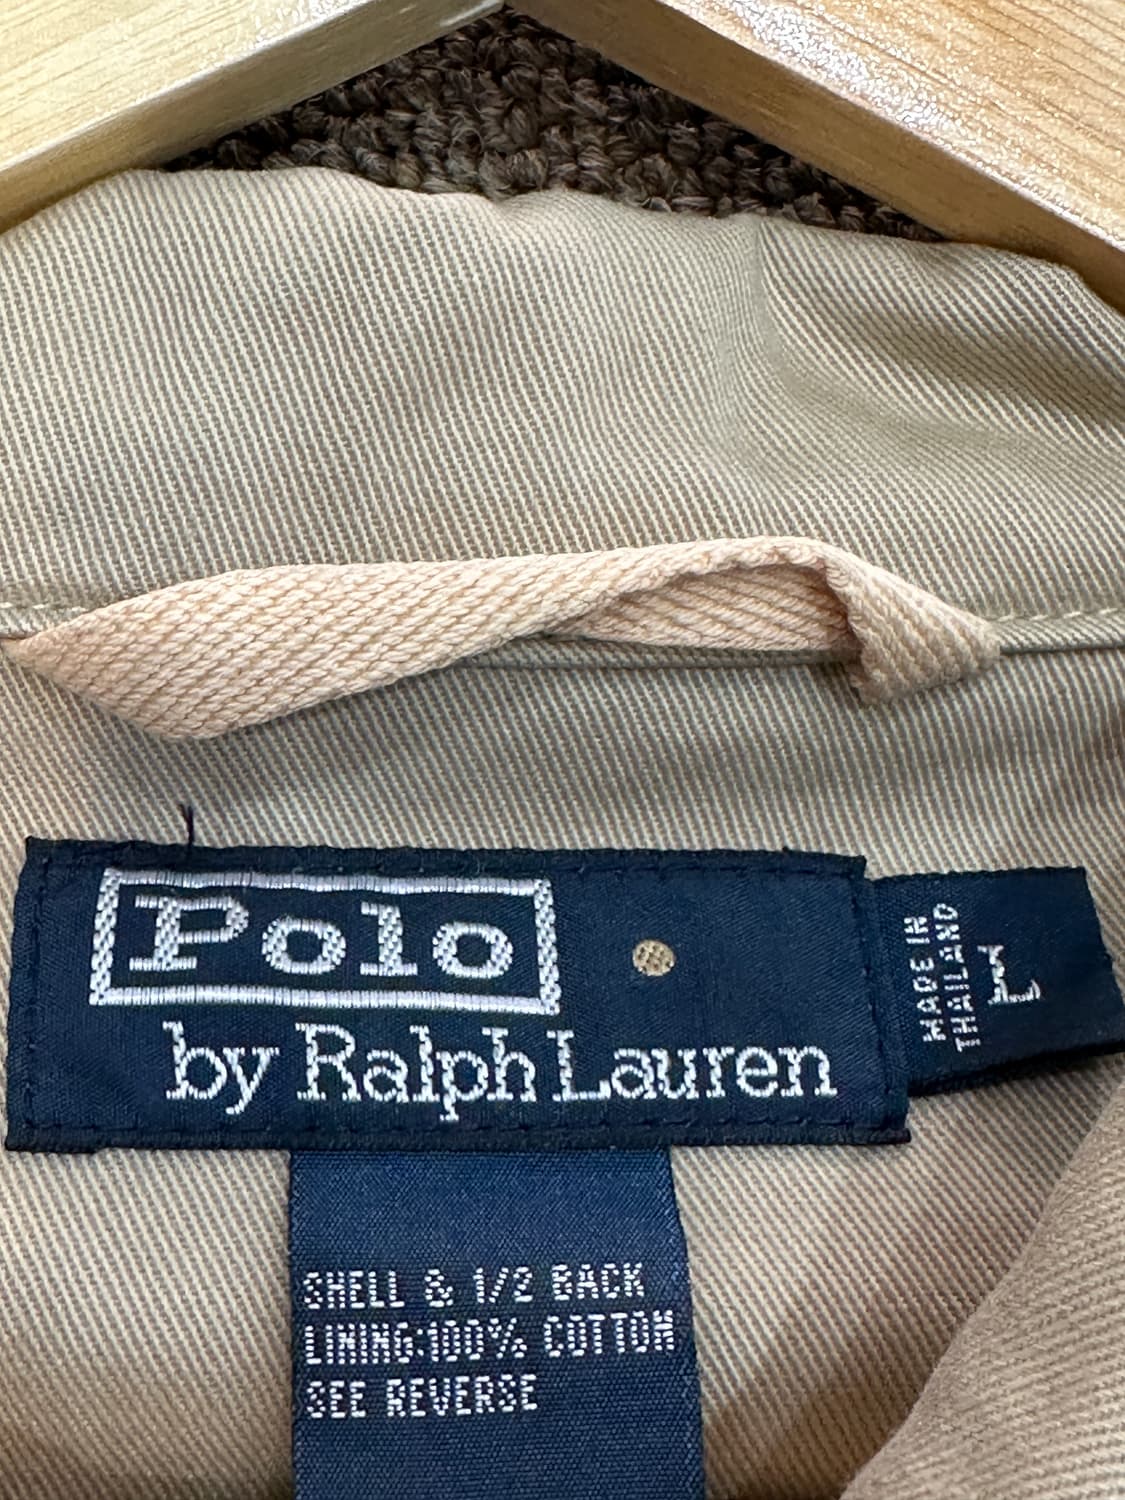 Polo
by Ralph Lauren
MADE IN
THAILAND
L
SHELL & 1/2 BACK
LINING:100% COTTON
SEE REVERSE